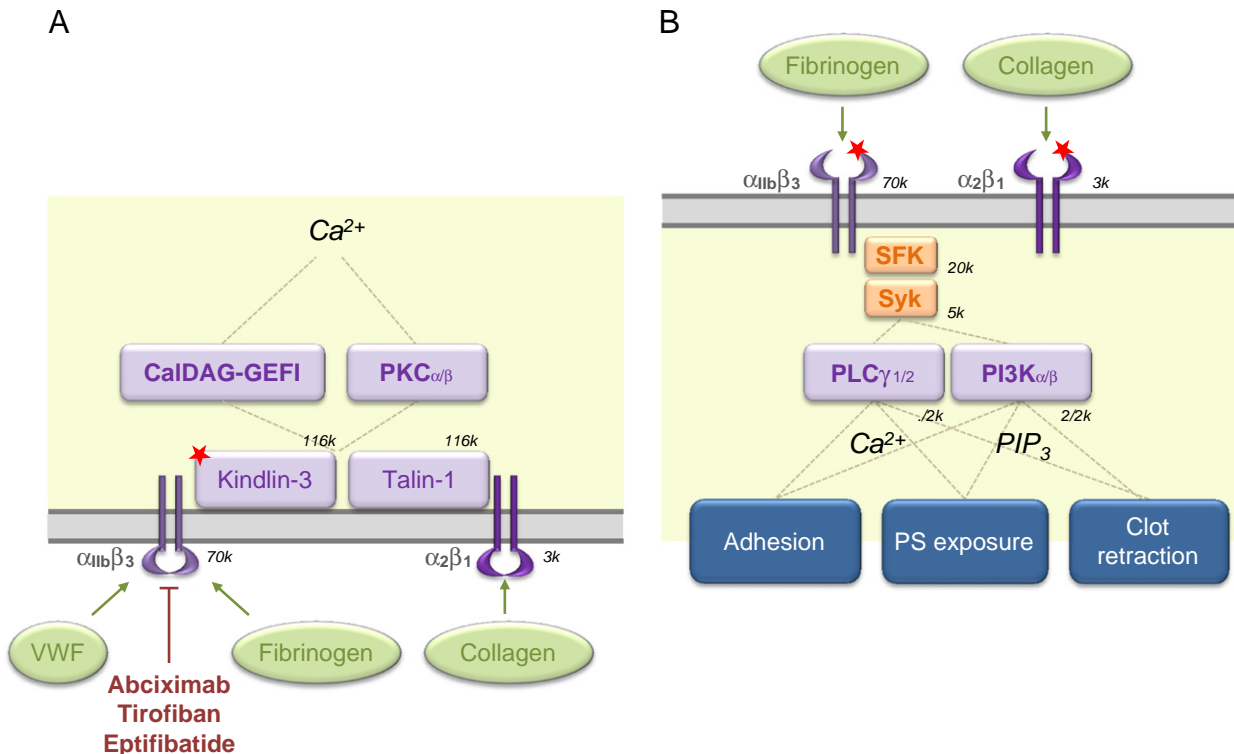 A
Ca2+
CalDAG-GEFI
PKCα/β
116k
116k
Kindlin-3
Talin-1
αIIbβ3
70k
α2β1
3k
VWF
Fibrinogen
Collagen
Abciximab
Tirofiban
Eptifibatide
B
Fibrinogen
Collagen
αIIbβ3
70k
α2β1
3k
SFK
20k
Syk
5k
PLCγ1/2
PI3Kα/β
./2k
2/2k
Ca2+
PIP3
Adhesion
PS exposure
Clot
retraction